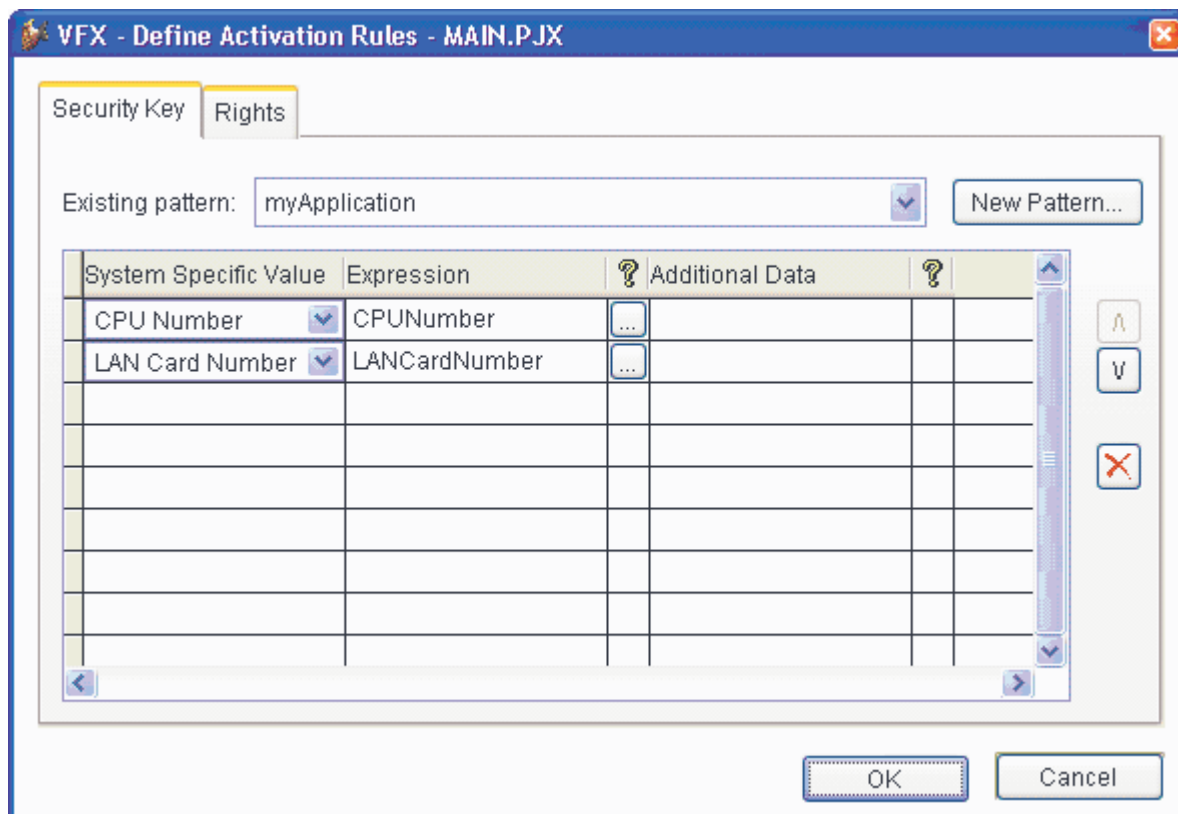 VFX - Define Activation Rules - MAIN.PJX
Security Key
Rights
Existing pattern:
myApplication
New Pattern...
System Specific Value
Expression
?
Additional Data
?
CPU Number
CPUNumber
...
LAN Card Number
LANCardNumber
...
OK
Cancel